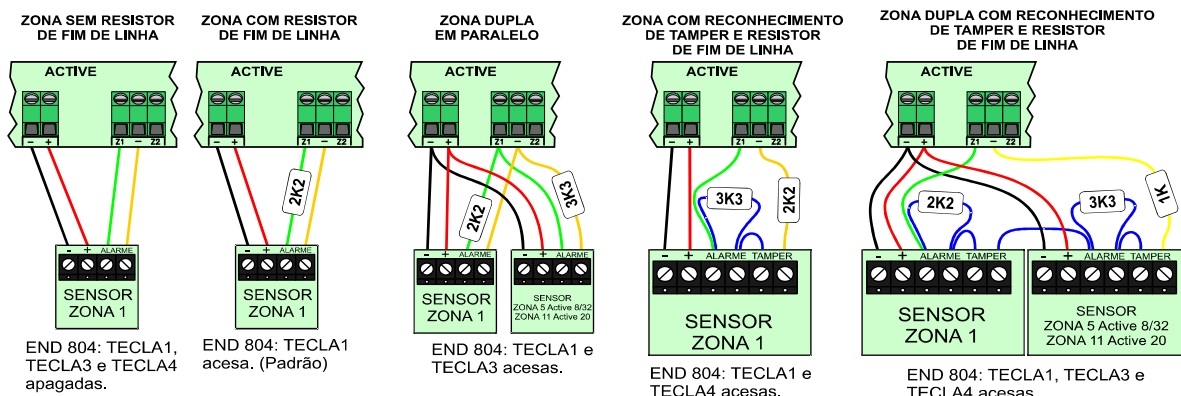 ZONA SEM RESISTOR
DE FIM DE LINHA
ACTIVE
– +
Z1 – Z2
- + ALARME
SENSOR
ZONA 1
END 804: TECLA1,
TECLA3 e TECLA4
apagadas.
ZONA COM RESISTOR
DE FIM DE LINHA
ACTIVE
– +
Z1 – Z2
2K2
- + ALARME
SENSOR
ZONA 1
END 804: TECLA1
acesa. (Padrão)
ZONA DUPLA
EM PARALELO
ACTIVE
– +
Z1 – Z2
2K2
3K3
- + ALARME
SENSOR
ZONA 1
- + ALARME
SENSOR
ZONA 5 Active 8/32
ZONA 11 Active 20
END 804: TECLA1 e
TECLA3 acesas.
ZONA COM RECONHECIMENTO
DE TAMPER E RESISTOR
DE FIM DE LINHA
ACTIVE
– +
Z1 – Z2
3K3
2K2
- + ALARME TAMPER
SENSOR
ZONA 1
END 804: TECLA1 e
TECLA4 acesas.
ZONA DUPLA COM RECONHECIMENTO
DE TAMPER E RESISTOR
DE FIM DE LINHA
ACTIVE
– +
Z1 – Z2
2K2
3K3
1K
- + ALARME TAMPER
SENSOR
ZONA 1
- + ALARME TAMPER
SENSOR
ZONA 5 Active 8/32
ZONA 11 Active 20
END 804: TECLA1, TECLA3 e
TECLA4 acesas